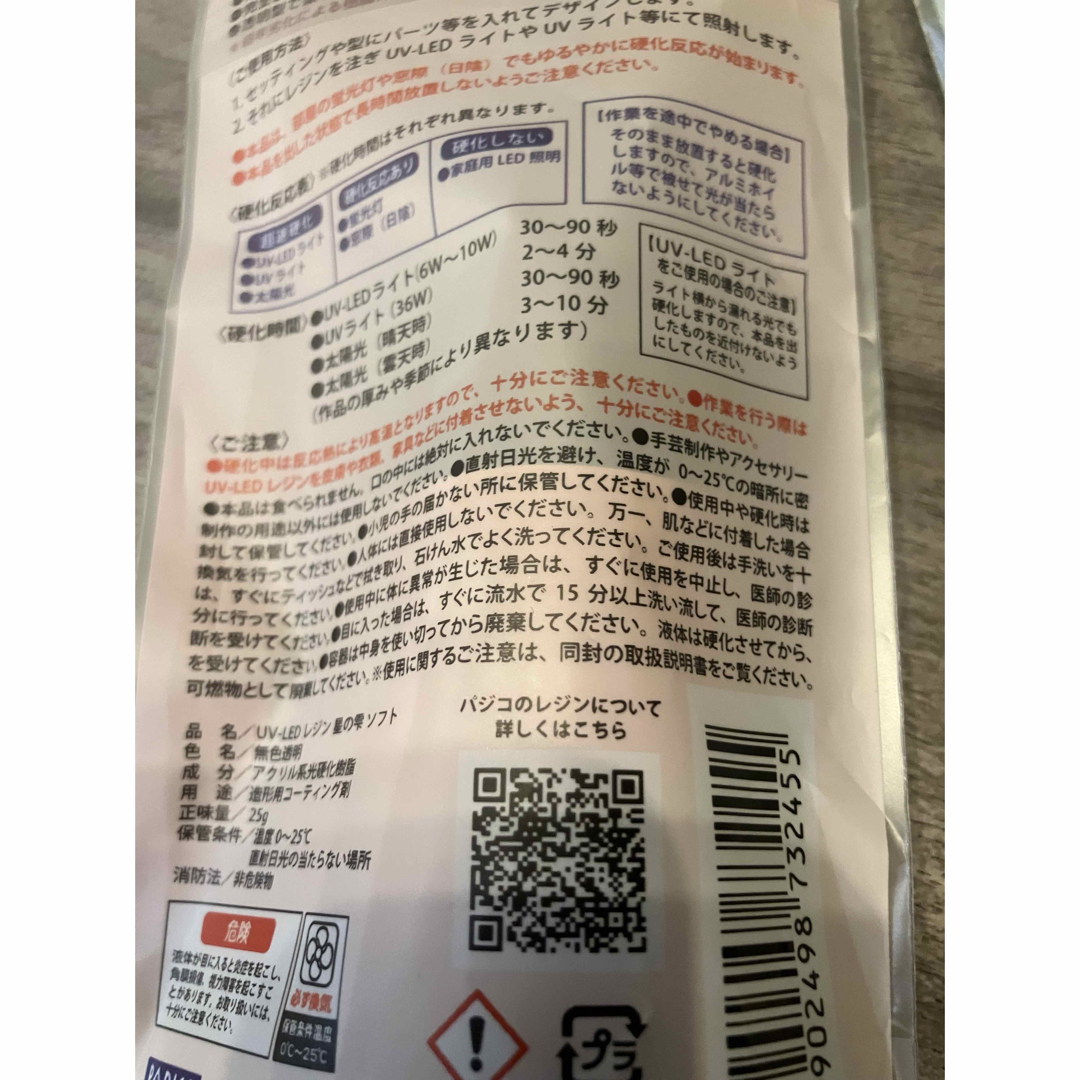 〈ご使用方法〉
1. セッティングや型にパーツ等を入れてデザインします。
2. それにレジンを注ぎ UV-LED ライトや UV ライト等にて照射します。
●本品は、部屋の蛍光灯や窓際（日陰）でもゆるやかに硬化反応が始まります。
●本品を出した状態で長時間放置しないようご注意ください。
〈硬化反応表〉※硬化時間はそれぞれ異なります。
超速硬化
●UV-LED ライト
●UV ライト
●太陽光
硬化反応あり
●蛍光灯
●窓際（日陰）
硬化しない
●家庭用 LED 照明
【作業を途中でやめる場合】
そのまま放置すると硬化
しますので、アルミホイ
ル等で被せて光が当たら
ないようにしてください。
〈硬化時間〉●UV-LEDライト(6W～10W) 30～90 秒
●UVライト (36W) 2～4 分
●太陽光（晴天時） 30～90 秒
●太陽光（曇天時） 3～10 分
(作品の厚みや季節により異なります)
【UV-LED ライト
をご使用の場合のご注意】
ライト横から漏れる光でも
硬化しますので、本品を出
したものを近付けないよう
にしてください。
〈ご注意〉
●硬化中は反応熱により高温となりますので、十分にご注意ください。●作業を行う際は
UV-LED レジンを皮膚や衣類、家具などに付着させないよう、十分にご注意ください。
●本品は食べられません。口の中には絶対に入れないでください。●手芸制作やアクセサリー
制作の用途以外には使用しないでください。●直射日光を避け、温度が 0～25℃の暗所に密
封して保管してください。●小児の手の届かない所に保管してください。●使用中や硬化時は
換気を行ってください。●人体には直接使用しないでください。万一、肌などに付着した場合
は、すぐにティッシュなどで拭き取り、石けん水でよく洗ってください。ご使用後は手洗いを十
分に行ってください。●使用中に体に異常が生じた場合は、すぐに使用を中止し、医師の診
断を受けてください。●目に入った場合は、すぐに流水で 15 分以上洗い流して、医師の診断
を受けてください。●容器は中身を使い切ってから廃棄してください。液体は硬化させてから、
可燃物として廃棄してください。※使用に関するご注意は、同封の取扱説明書をご覧ください。
品 名／UV-LED レジン 星の雫 ソフト
色 名／無色透明
成 分／アクリル系光硬化樹脂
用 途／造形用コーティング剤
正味量／25g
保管条件／温度 0～25℃
直射日光の当たらない場所
消防法／非危険物
パジコのレジンについて
詳しくはこちら
危険
液体が目に入ると炎症を起こし、
角膜損傷、視力障害を起こすこ
とがあります。お取り扱いには、
十分にご注意ください。
必ず換気
保管条件温度
0℃～25℃
プラ
902498 732455